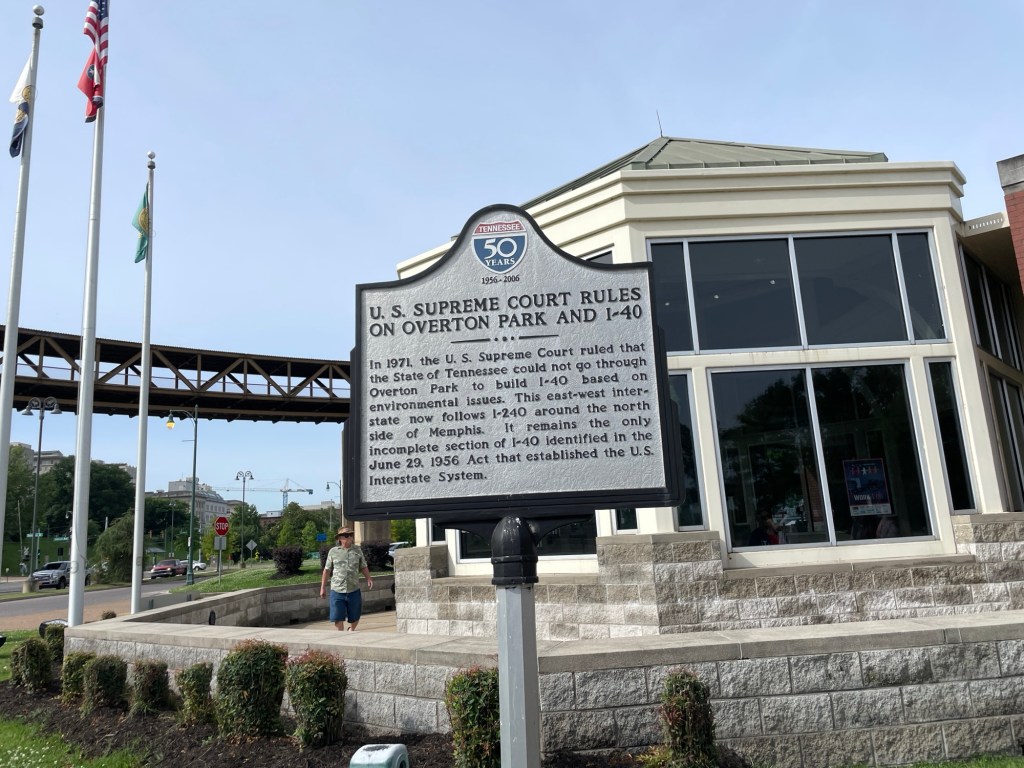 TENNESSEE
50
YEARS
1956-2006
U. S. SUPREME COURT RULES
ON OVERTON PARK AND I-40
In 1971, the U. S. Supreme Court ruled that
the State of Tennessee could not go through
Overton Park to build I-40 based on
environmental issues. This east-west inter-
state now follows I-240 around the north
side of Memphis. It remains the only
incomplete section of I-40 identified in the
June 29, 1956 Act that established the U.S.
Interstate System.
STOP